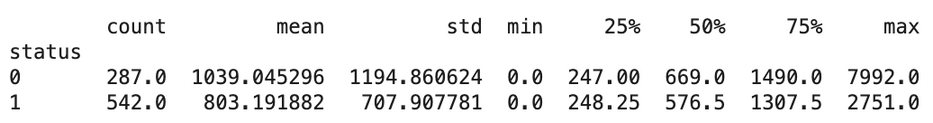 count mean std min 25% 50% 75% max
status
0 287.0 1039.045296 1194.860624 0.0 247.00 669.0 1490.0 7992.0
1 542.0 803.191882 707.907781 0.0 248.25 576.5 1307.5 2751.0